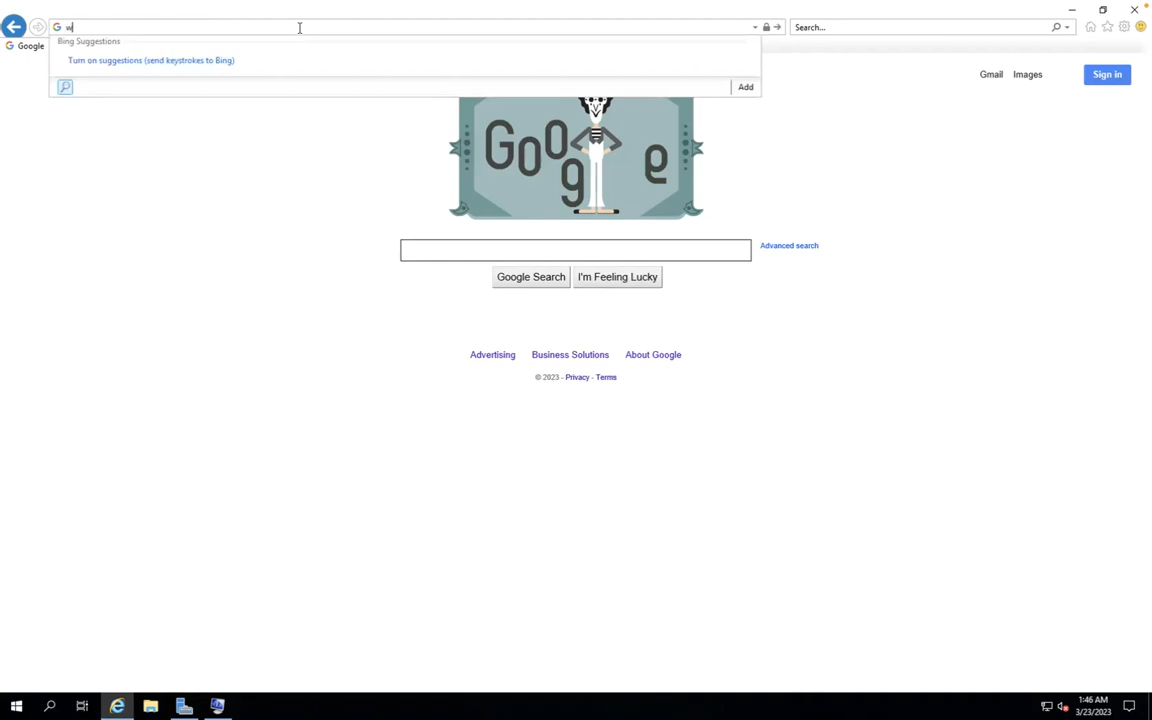 w
Search...
Bing Suggestions
Google
Turn on suggestions (send keystrokes to Bing)
Add
Gmail Images Sign in
Goog e
Advanced search
Google Search I'm Feeling Lucky
Advertising Business Solutions About Google
© 2023 - Privacy - Terms
1:46 AM
3/23/2023